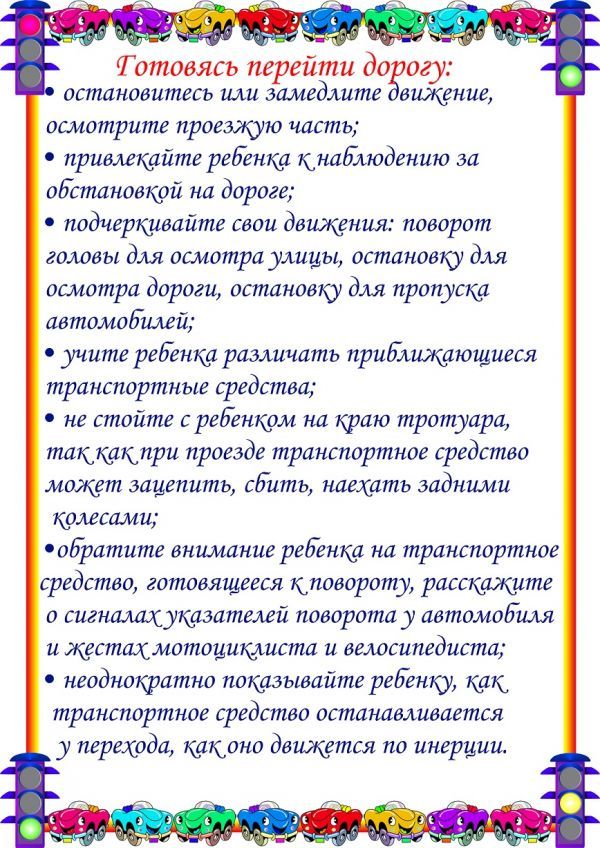 Готовясь перейти дорогу:
• остановитесь или замедлите движение,
осмотрите проезжую часть;
• привлекайте ребенка к наблюдению за
обстановкой на дороге;
• подчеркивайте свои движения: поворот
головы для осмотра улицы, остановку для
осмотра дороги, остановку для пропуска
автомобилей;
• учите ребенка различать приближающиеся
транспортные средства;
• не стойте с ребенком на краю тротуара,
так как при проезде транспортное средство
может зацепить, сбить, наехать задними
колесами;
•обратите внимание ребенка на транспортное
средство, готовящееся к повороту, расскажите
о сигналах указателей поворота у автомобиля
и жестах мотоциклиста и велосипедиста;
• неоднократно показывайте ребенку, как
транспортное средство останавливается
у перехода, как оно движется по инерции.